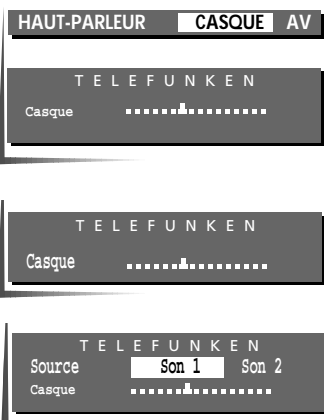 HAUT-PARLEUR CASQUE AV
TELEFUNKEN
Casque
TELEFUNKEN
Casque
TELEFUNKEN
Source Son 1 Son 2
Casque